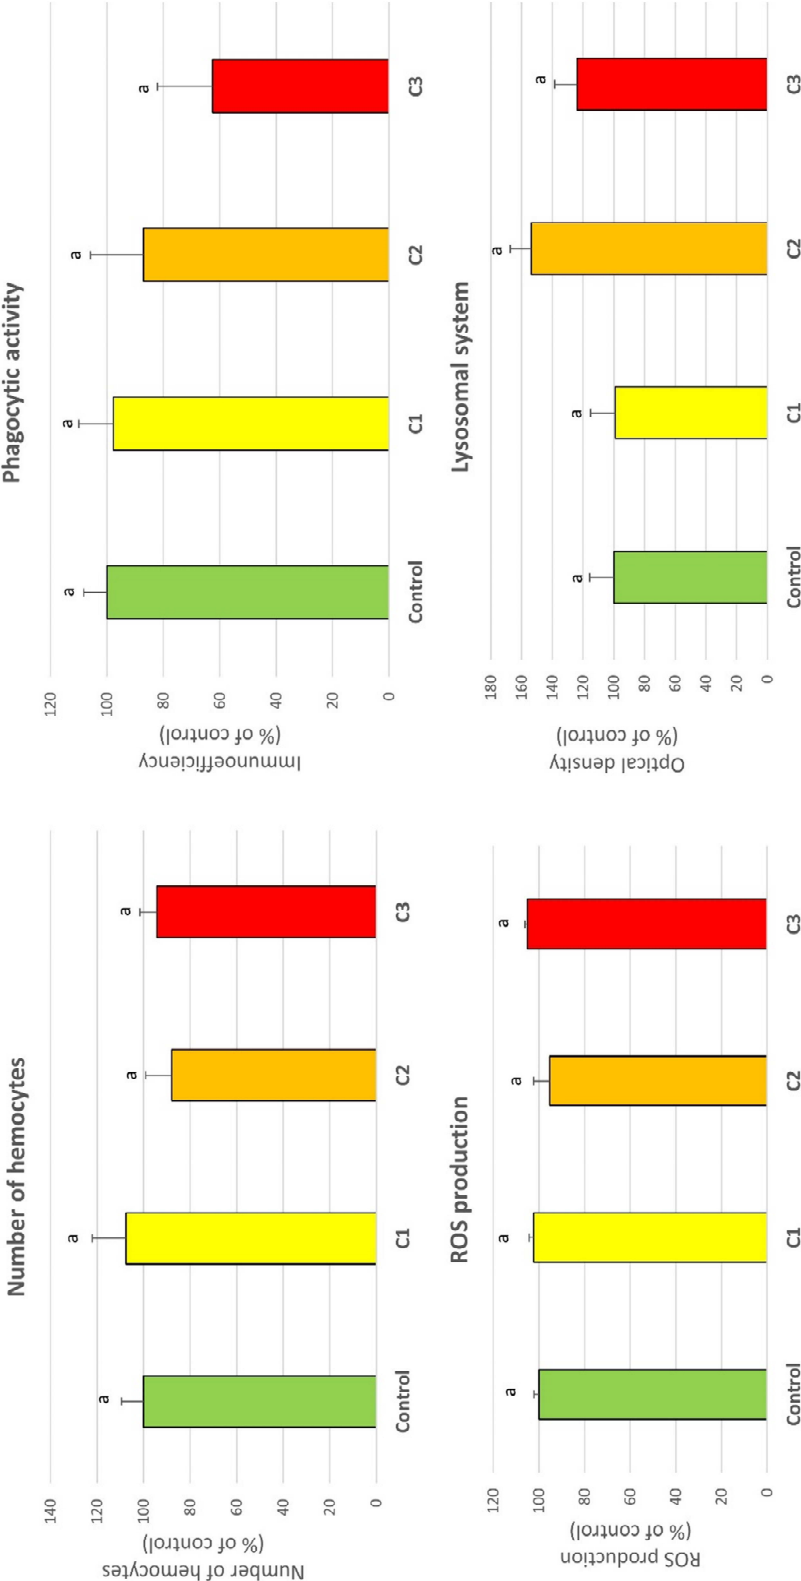 Number of hemocytes
Number of hemocytes
(% of control)
140
120
100
80
60
40
20
0
a
a
a
a
Control
C1
C2
C3
Phagocytic activity
Immunoefficiency
(% of control)
120
100
80
60
40
20
0
a
a
a
a
Control
C1
C2
C3
ROS production
ROS production
(% of control)
120
100
80
60
40
20
0
a
a
a
a
Control
C1
C2
C3
Lysosomal system
Optical density
(% of control)
180
160
140
120
100
80
60
40
20
0
a
a
a
a
Control
C1
C2
C3